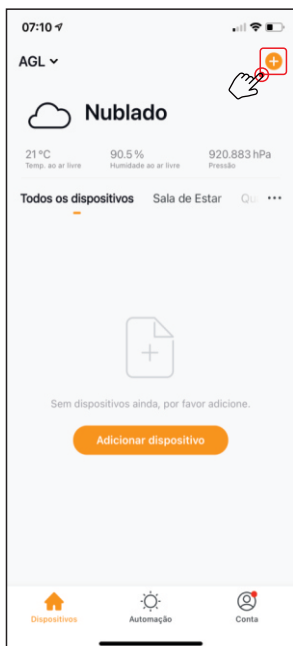 07:10
AGL
Nublado
21 °C 90.5 % 920.883 hPa
Temp. ao ar livre Humidade ao ar livre Pressão
Todos os dispositivos Sala de Estar Qu
Sem dispositivos ainda, por favor adicione.
Adicionar dispositivo
Dispositivos Automação Conta